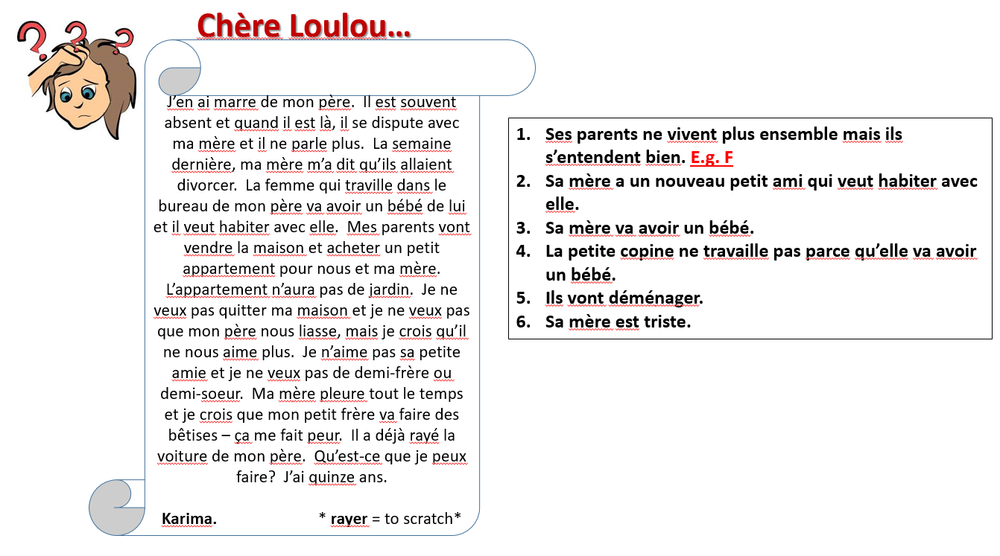 Chère Loulou...
J'en ai marre de mon père. Il est souvent
absent et quand il est là, il se dispute avec
ma mère et il ne parle plus. La semaine
dernière, ma mère m'a dit qu'ils allaient
divorcer. La femme qui traville dans le
bureau de mon père va avoir un bébé de lui
et il veut habiter avec elle. Mes parents vont
vendre la maison et acheter un petit
appartement pour nous et ma mère.
L'appartement n'aura pas de jardin. Je ne
veux pas quitter ma maison et je ne veux pas
que mon père nous liasse, mais je crois qu'il
ne nous aime plus. Je n'aime pas sa petite
amie et je ne veux pas de demi-frère ou
demi-soeur. Ma mère pleure tout le temps
et je crois que mon petit frère va faire des
bêtises – ça me fait peur. Il a déjà rayé la
voiture de mon père. Qu'est-ce que je peux
faire? J'ai quinze ans.
Karima. * rayer = to scratch*
1. Ses parents ne vivent plus ensemble mais ils
s'entendent bien. E.g. F
2. Sa mère a un nouveau petit ami qui veut habiter avec
elle.
3. Sa mère va avoir un bébé.
4. La petite copine ne travaille pas parce qu'elle va avoir
un bébé.
5. Ils vont déménager.
6. Sa mère est triste.